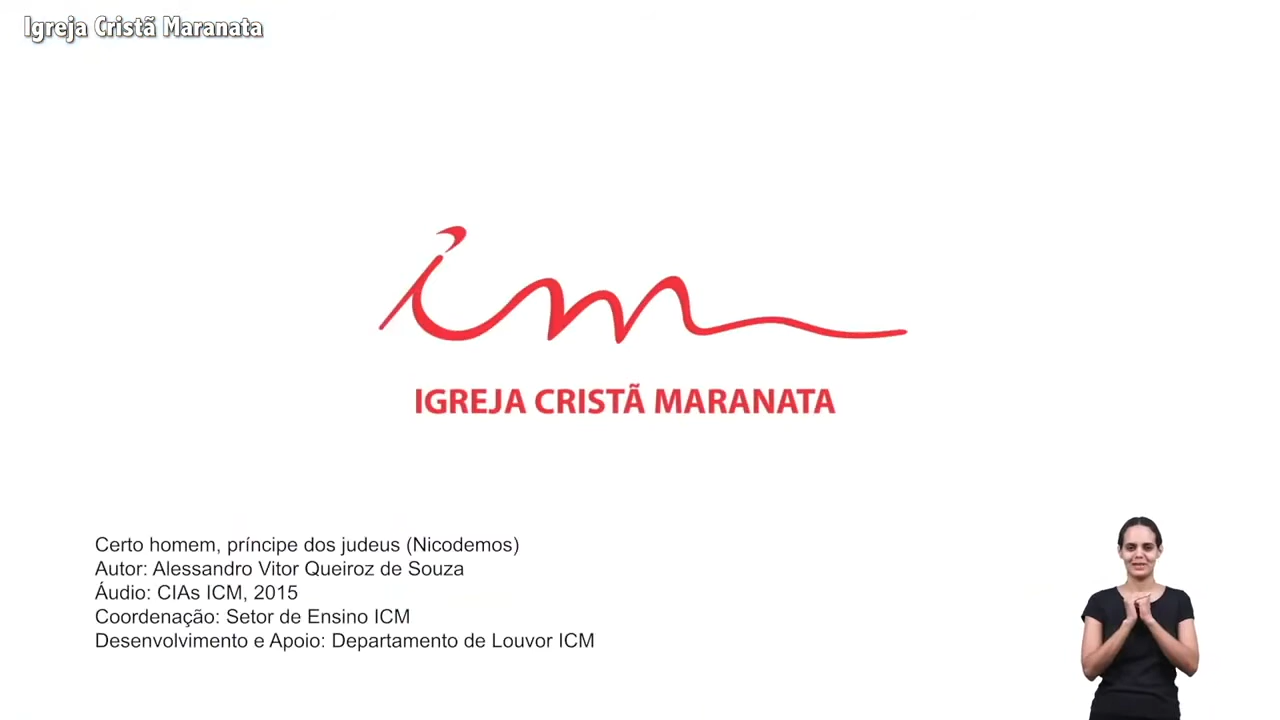 Igreja Cristã Maranata
icm
IGREJA CRISTÃ MARANATA
Certo homem, príncipe dos judeus (Nicodemos)
Autor: Alessandro Vitor Queiroz de Souza
Áudio: CIAs ICM, 2015
Coordenação: Setor de Ensino ICM
Desenvolvimento e Apoio: Departamento de Louvor ICM